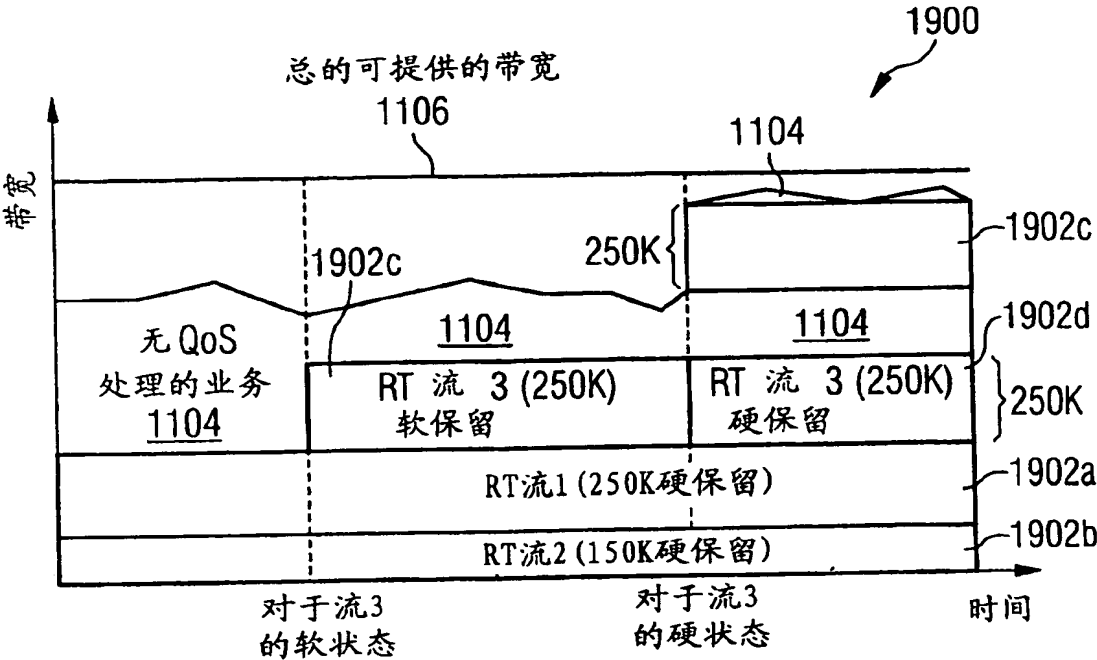 1900
总的可提供的带宽
1106
1104
带宽
250K
1902c
1902c
1104
1104
1902d
无QoS
处理的业务
1104
RT 流 3 (250K)
软保留
RT 流 3 (250K)
硬保留
250K
RT流1(250K硬保留)
1902a
RT流2(150K硬保留)
1902b
对于流3
的软状态
对于流3
的硬状态
时间